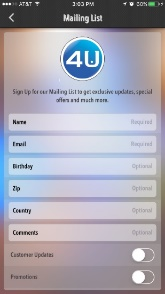 AT&T 3:03 PM 60%
Mailing List
4U
Sign Up for our Mailing List to get exclusive updates, special
offers and much more.
Name Required
Email Required
Birthday Optional
Zip Optional
Country Optional
Comments Optional
Customer Updates
Promotions